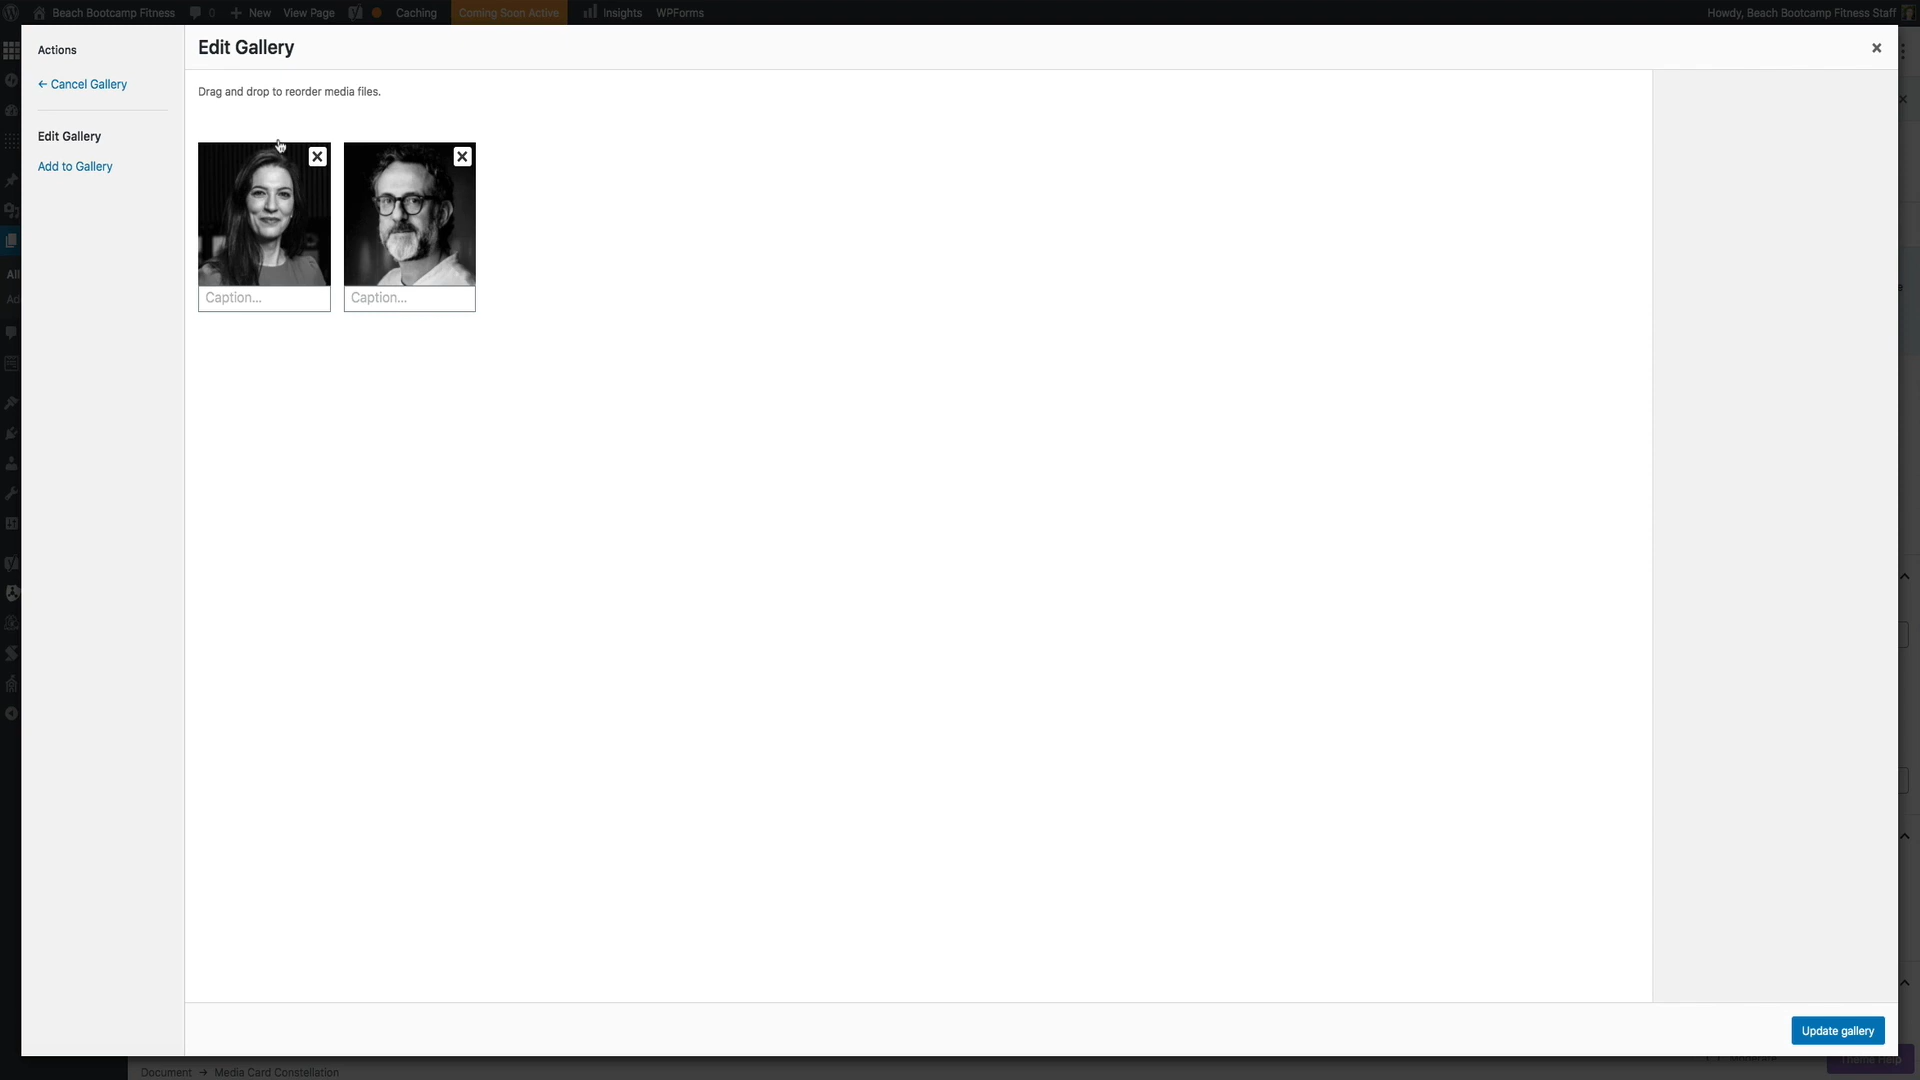 Beach Bootcamp Fitness 0 New View Page Caching Coming Soon Active Insights WPForms Howdy, Beach Bootcamp Fitness Staff
Actions
Edit Gallery
← Cancel Gallery
Drag and drop to reorder media files.
Edit Gallery
Add to Gallery
All
Caption...
Caption...
Update gallery
Document → Media Card Constellation